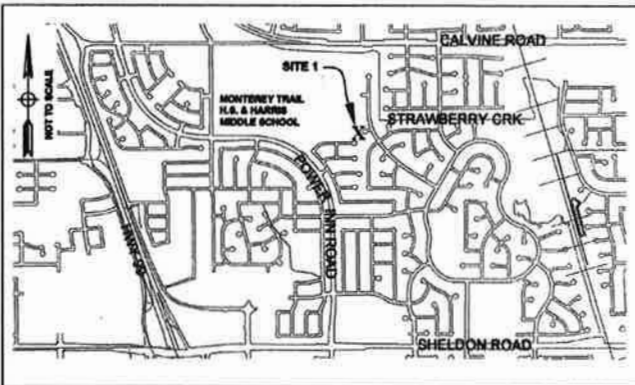 CALVINE ROAD
SITE 1
NOT TO SCALE
MONTEREY TRAIL
H.S. & HARRIS
MIDDLE SCHOOL
STRAWBERRY CRK
POWER INN ROAD
HWY 99
SHELDON ROAD